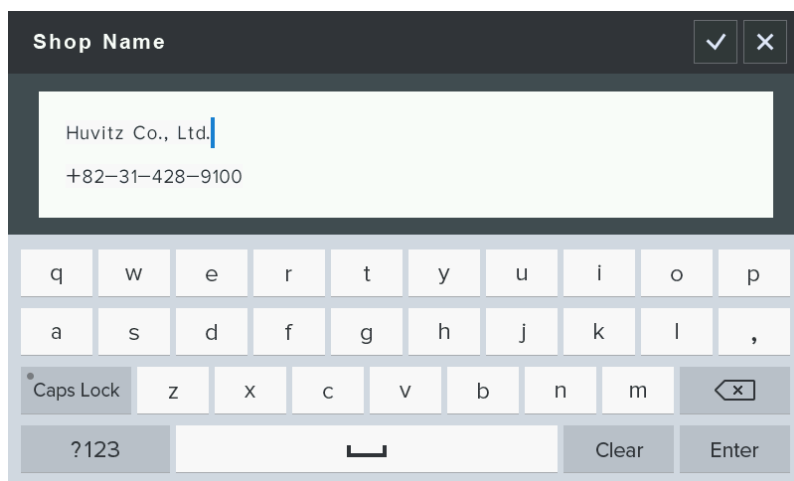 Shop Name
Huvitz Co., Ltd.
+82–31–428–9100
q w e r t y u i o p
a s d f g h j k l ,
Caps Lock z x c v b n m
?123 Clear Enter